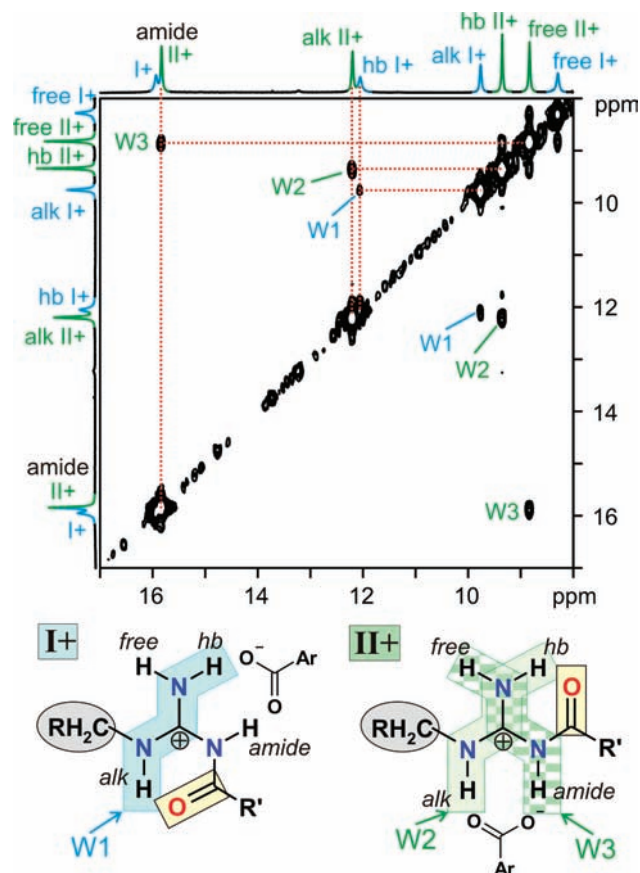 amide
I+ II+
alk II+
hb I+
alk I+
hb II+
free II+
free I+
ppm
free I+
free II+
hb II+
alk I+
hb I+
alk II+
amide
II+
I+
W3
W2
W1
W1
W2
W3
10
12
14
16
16 14 12 10 ppm
I+
free hb
H H
O⁻
O Ar
N
RH₂C N ⊕ N H
amide
alk H
O R'
W1
II+
free hb
H H
N O
RH₂C N ⊕ N R'
H H
alk amide
W2 O O⁻ W3
Ar